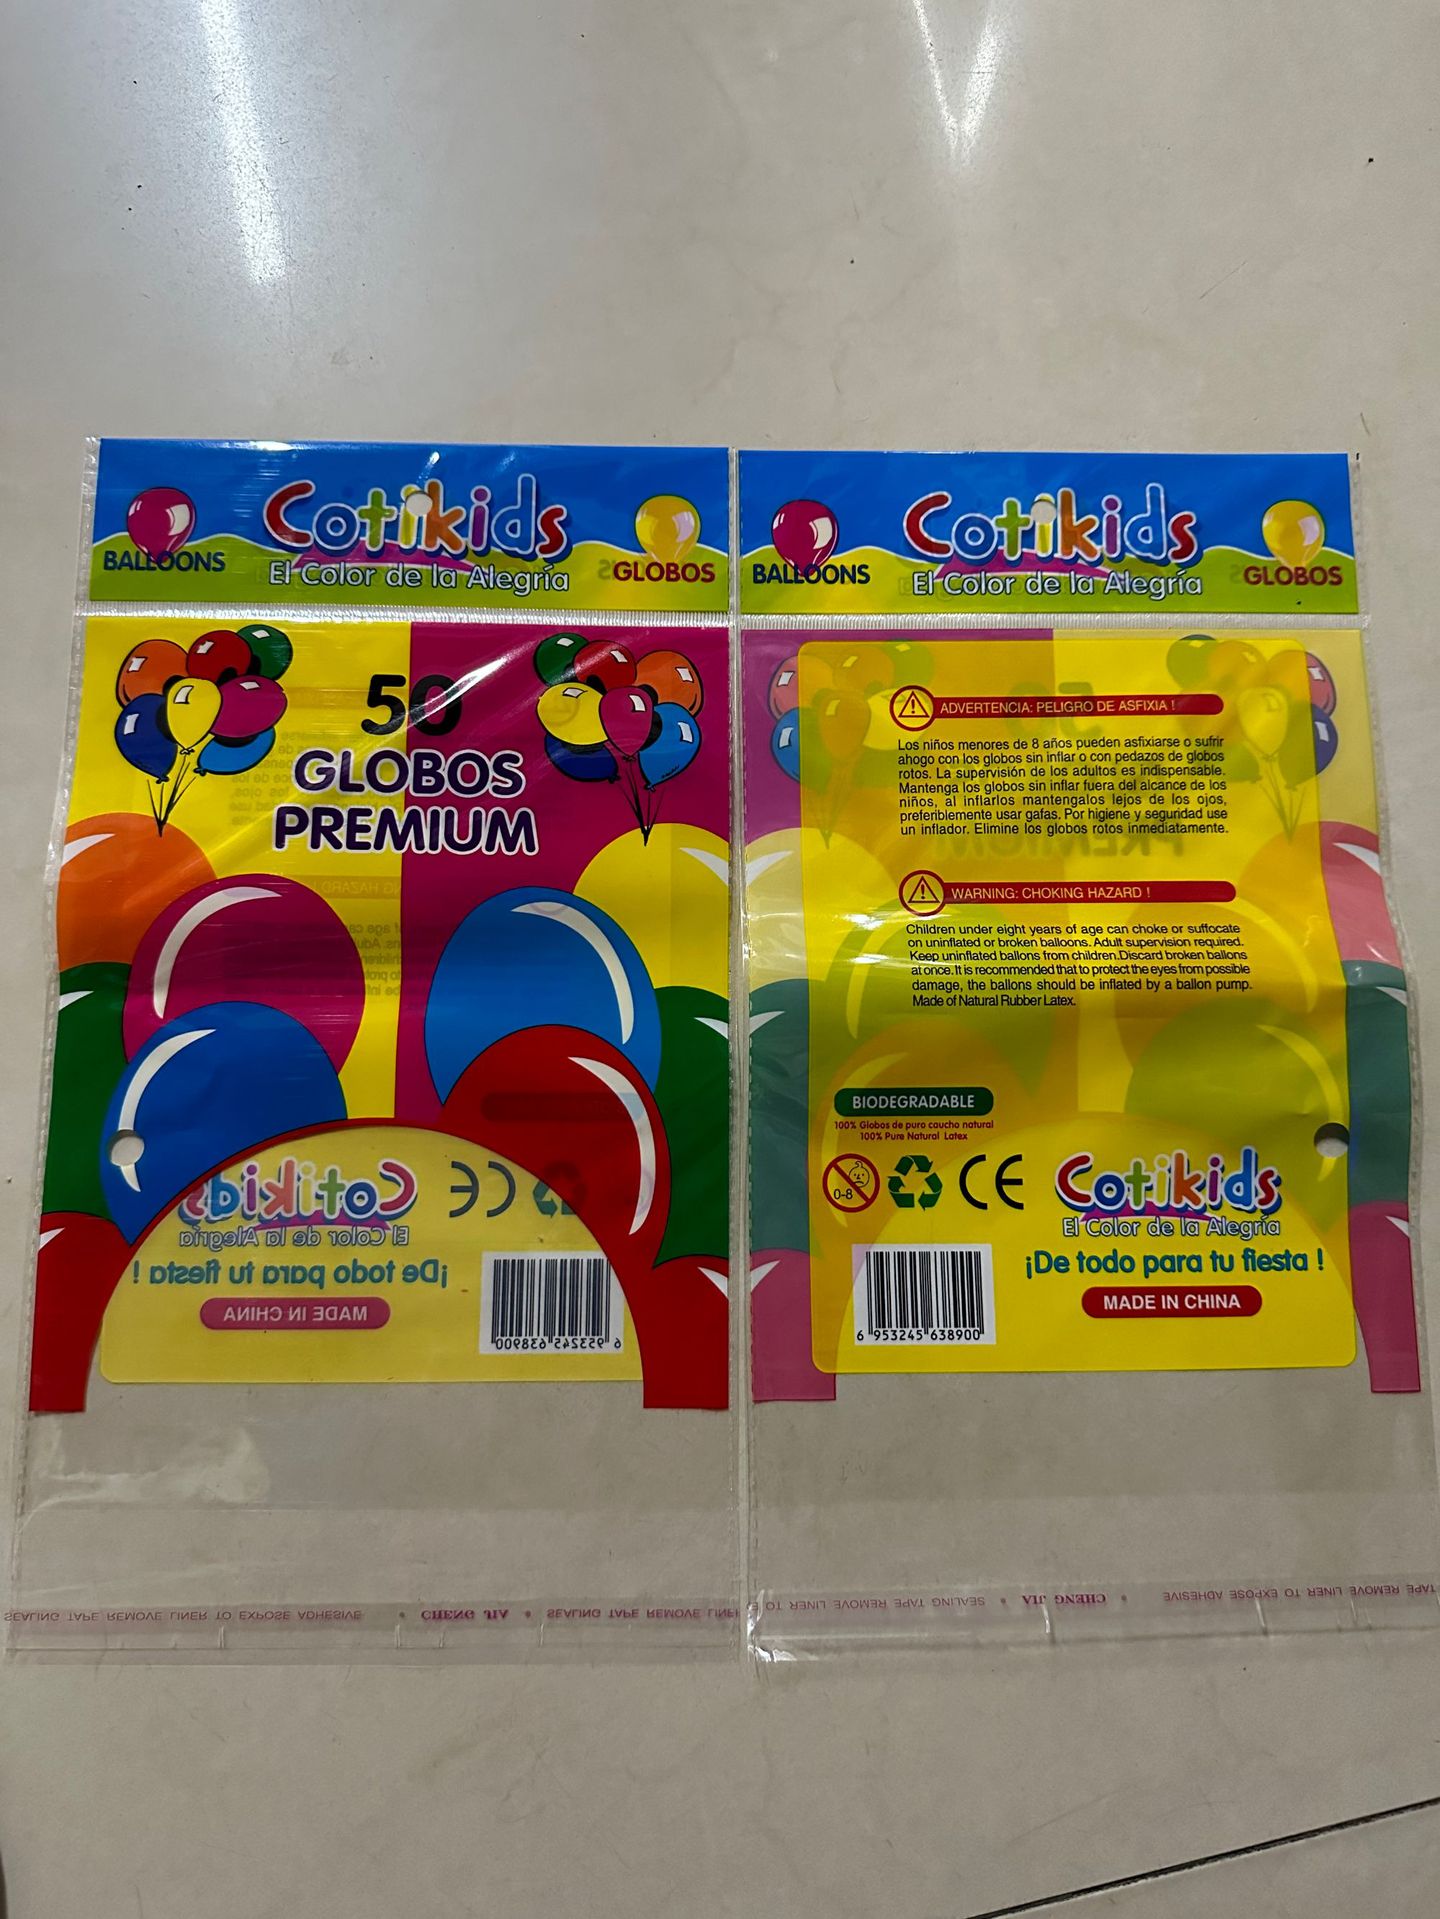 BALLOONS
Cotikids
El Color de la Alegría
GLOBOS
50
GLOBOS
PREMIUM
Cotikids
El Color de la Alegría
¡De todo para tu fiesta !
MADE IN CHINA
6 953245 638900
SEALING TAPE REMOVE LINER TO EXPOSE ADHESIVE • CHENG JIA • SEALING TAPE REMOVE LINER
BALLOONS
Cotikids
El Color de la Alegría
GLOBOS
ADVERTENCIA: PELIGRO DE ASFIXIA !
Los niños menores de 8 años pueden asfixiarse o sufrir
ahogo con los globos sin inflar o con pedazos de globos
rotos. La supervisión de los adultos es indispensable.
Mantenga los globos sin inflar fuera del alcance de los
niños, al inflarlos mantengalos lejos de los ojos,
preferiblemente usar gafas. Por higiene y seguridad use
un inflador. Elimine los globos rotos inmediatamente.
WARNING: CHOKING HAZARD !
Children under eight years of age can choke or suffocate
on uninflated or broken balloons. Adult supervision required.
Keep uninflated ballons from children.Discard broken ballons
at once.It is recommended that to protect the eyes from possible
damage, the ballons should be inflated by a ballon pump.
Made of Natural Rubber Latex.
BIODEGRADABLE
100% Globos de puro caucho natural
100% Pure Natural Latex
0-8
CE
Cotikids
El Color de la Alegría
¡De todo para tu fiesta !
MADE IN CHINA
6 953245 638900
TO EXPOSE ADHESIVE • CHENG JIA • SEALING TAPE REMOVE LINER TO EXPOSE ADHESIVE